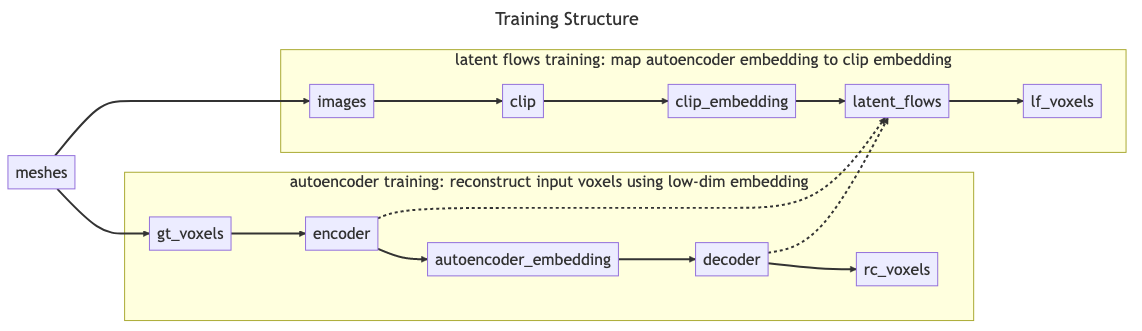 Training Structure
latent flows training: map autoencoder embedding to clip embedding
images
clip
clip_embedding
latent_flows
lf_voxels
meshes
autoencoder training: reconstruct input voxels using low-dim embedding
gt_voxels
encoder
autoencoder_embedding
decoder
rc_voxels